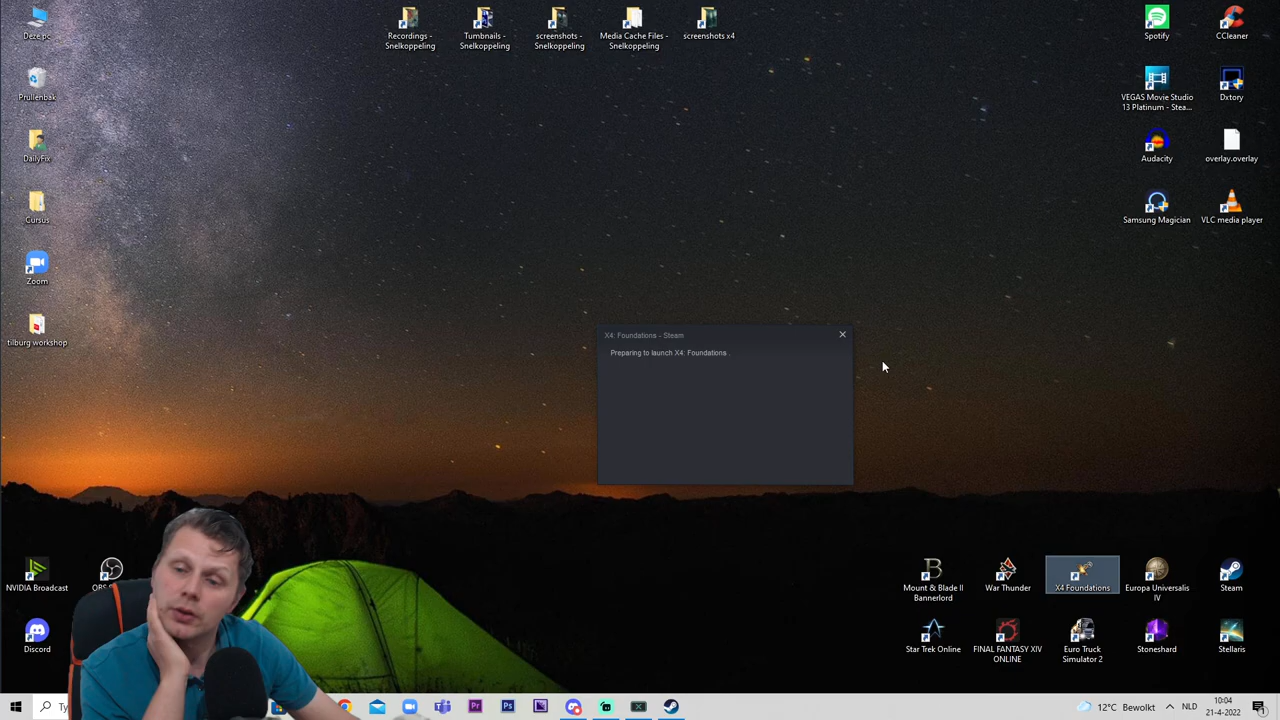 Deze pc
Prullenbak
DailyFix
Cursus
Zoom
tilburg workshop
Recordings -
Snelkoppeling
Tumbnails -
Snelkoppeling
screenshots -
Snelkoppeling
Media Cache Files -
Snelkoppeling
screenshots x4
Spotify
CCleaner
VEGAS Movie Studio
13 Platinum - Stea...
Dxtory
Audacity
overlay.overlay
Samsung Magician
VLC media player
X4: Foundations - Steam
Preparing to launch X4: Foundations .
NVIDIA Broadcast
OBS
Discord
Mount & Blade II
Bannerlord
War Thunder
X4 Foundations
Europa Universalis
IV
Steam
Star Trek Online
FINAL FANTASY XIV
ONLINE
Euro Truck
Simulator 2
Stoneshard
Stellaris
Ty
Pr
Ps
12°C Bewolkt
NLD
10:04
21-4-2022